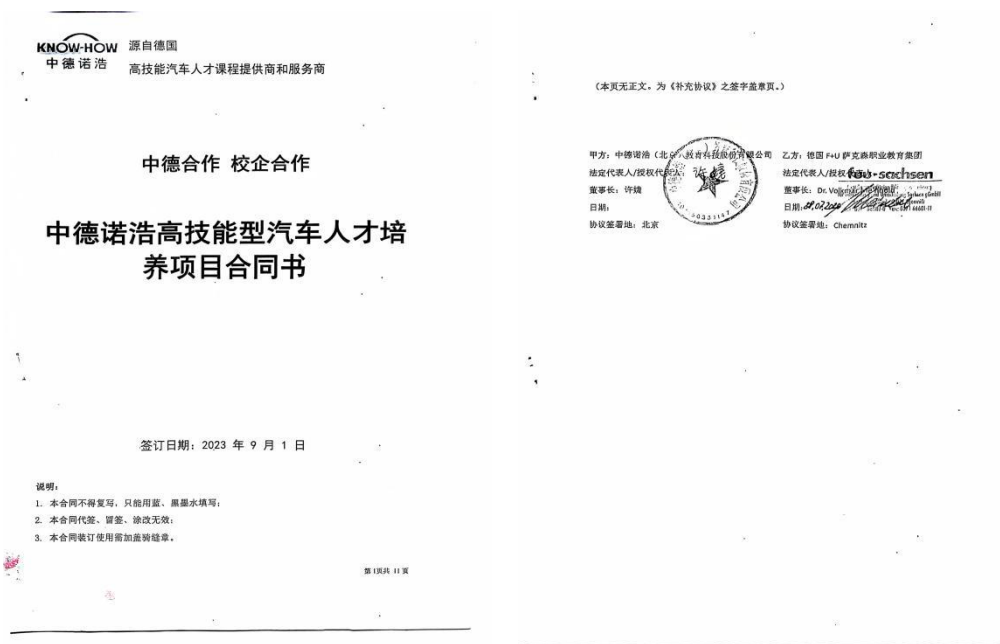 KNOW-HOW
中德诺浩
源自德国
高技能汽车人才课程提供商和服务商
中德合作 校企合作
中德诺浩高技能型汽车人才培
养项目合同书
签订日期：2023 年 9 月 1 日
说明：
1. 本合同不得复写，只能用蓝、黑墨水填写；
2. 本合同代签、冒签、涂改无效；
3. 本合同装订使用需加盖骑缝章。
第 1页共 11 页
（本页无正文。为《补充协议》之签字盖章页。）
甲方：中德诺浩（北京）教育科技股份有限公司
法定代表人/授权代表人：
董事长：许婧
日期：
协议签署地：北京
乙方：德国 F+U 萨克森职业教育集团
法定代表人/授权
f&u-sachsen
董事长：Dr. Volkmar
日期：
协议签署地：Chemnitz